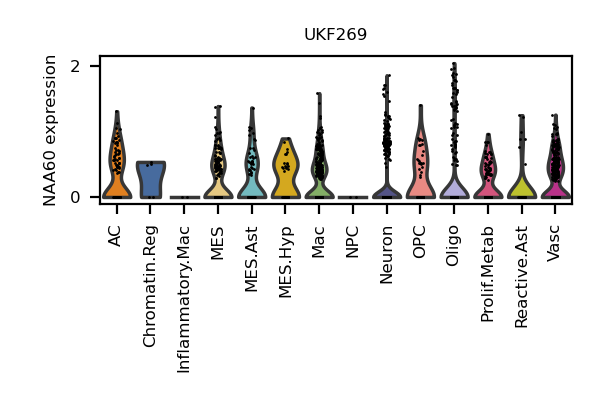 UKF269
NAA60 expression
2
0
AC
Chromatin.Reg
Inflammatory.Mac
MES
MES.Ast
MES.Hyp
Mac
NPC
Neuron
OPC
Oligo
Prolif.Metab
Reactive.Ast
Vasc